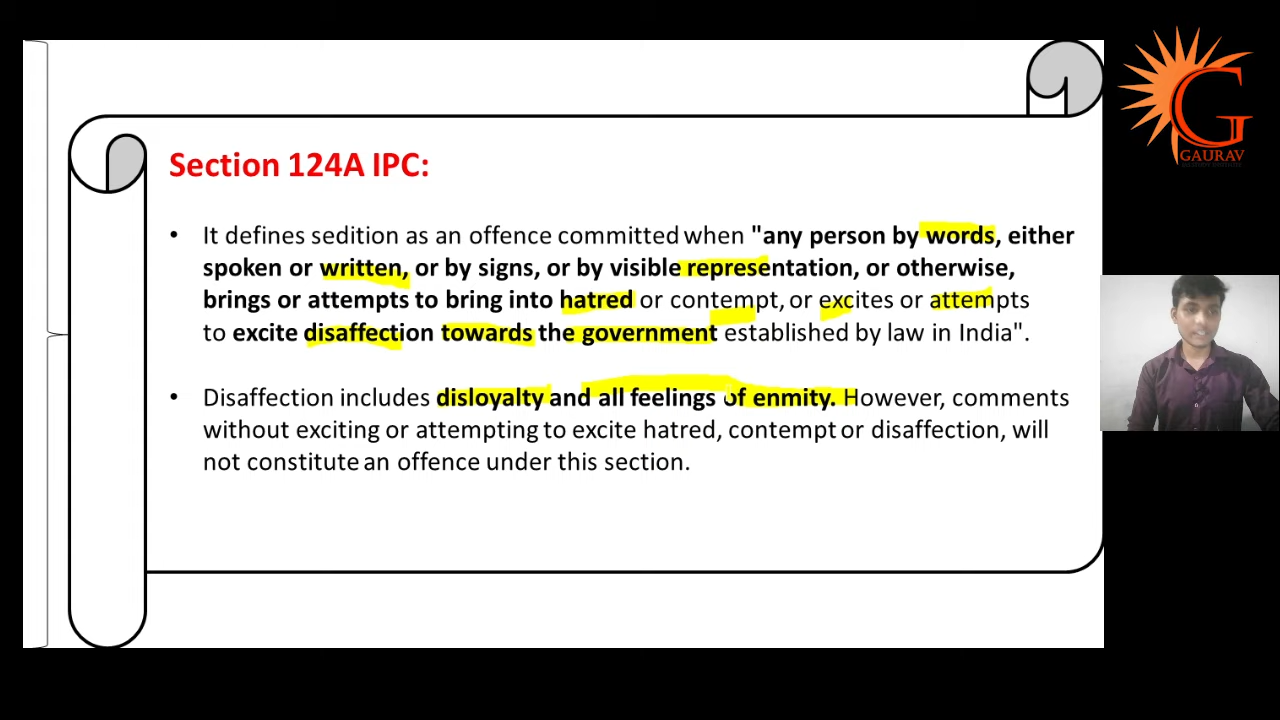 Section 124A IPC:
• It defines sedition as an offence committed when "any person by words, either
spoken or written, or by signs, or by visible representation, or otherwise,
brings or attempts to bring into hatred or contempt, or excites or attempts
to excite disaffection towards the government established by law in India".
• Disaffection includes disloyalty and all feelings of enmity. However, comments
without exciting or attempting to excite hatred, contempt or disaffection, will
not constitute an offence under this section.
G
GAURAV